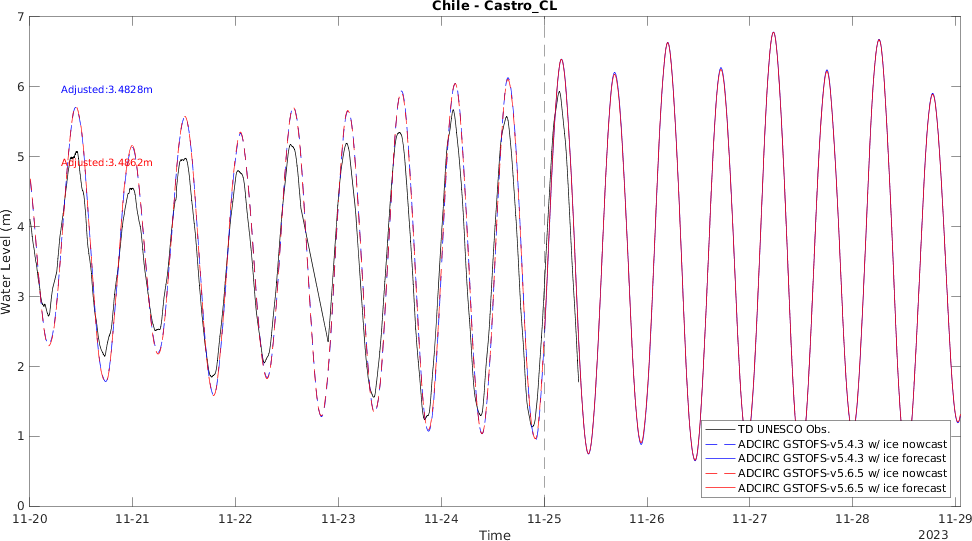 Chile - Castro_CL
7
6
5
4
3
2
1
0
Water Level (m)
Adjusted:3.4828m
Adjusted:3.4862m
TD UNESCO Obs.
ADCIRC GSTOFS-v5.4.3 w/ ice nowcast
ADCIRC GSTOFS-v5.4.3 w/ ice forecast
ADCIRC GSTOFS-v5.6.5 w/ ice nowcast
ADCIRC GSTOFS-v5.6.5 w/ ice forecast
11-20 11-21 11-22 11-23 11-24 11-25 11-26 11-27 11-28 11-29
Time
2023